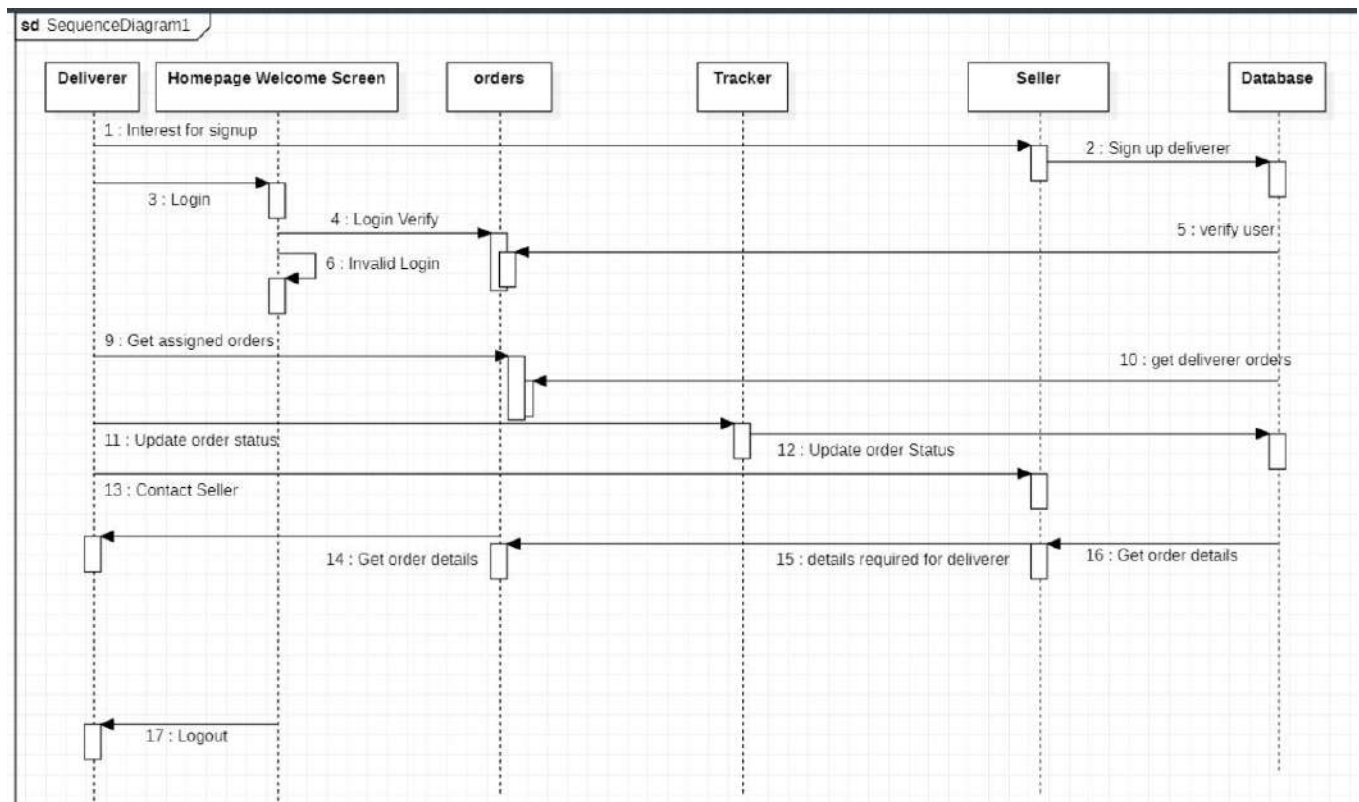 sd SequenceDiagram1
Deliverer
Homepage Welcome Screen
orders
Tracker
Seller
Database
1 : Interest for signup
2 : Sign up deliverer
3 : Login
4 : Login Verify
5 : verify user
6 : Invalid Login
9 : Get assigned orders
10 : get deliverer orders
11 : Update order status
12 : Update order Status
13 : Contact Seller
14 : Get order details
15 : details required for deliverer
16 : Get order details
17 : Logout